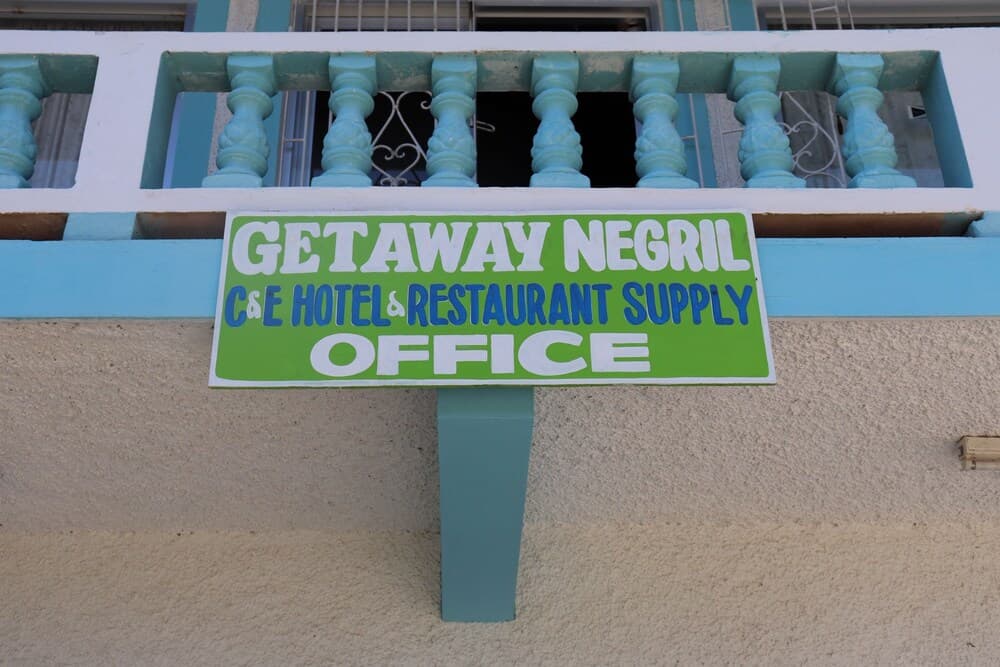 GETAWAY NEGRIL
C&E HOTEL & RESTAURANT SUPPLY
OFFICE